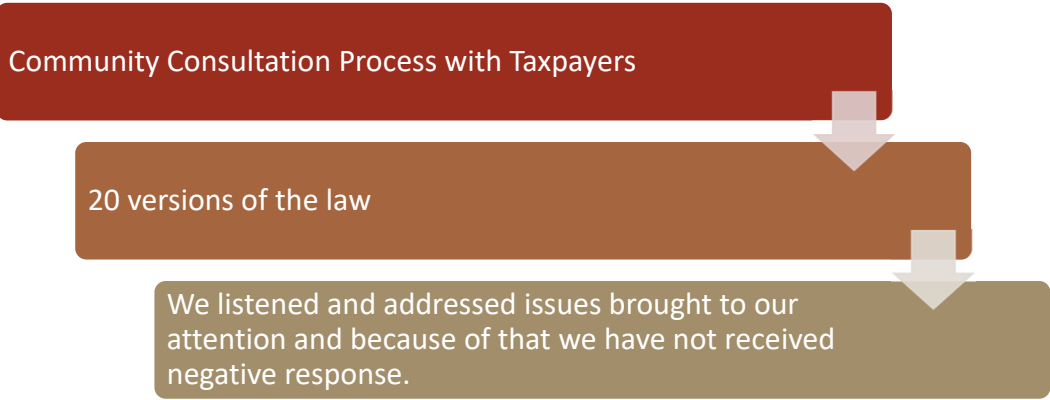 Community Consultation Process with Taxpayers
20 versions of the law
We listened and addressed issues brought to our
attention and because of that we have not received
negative response.